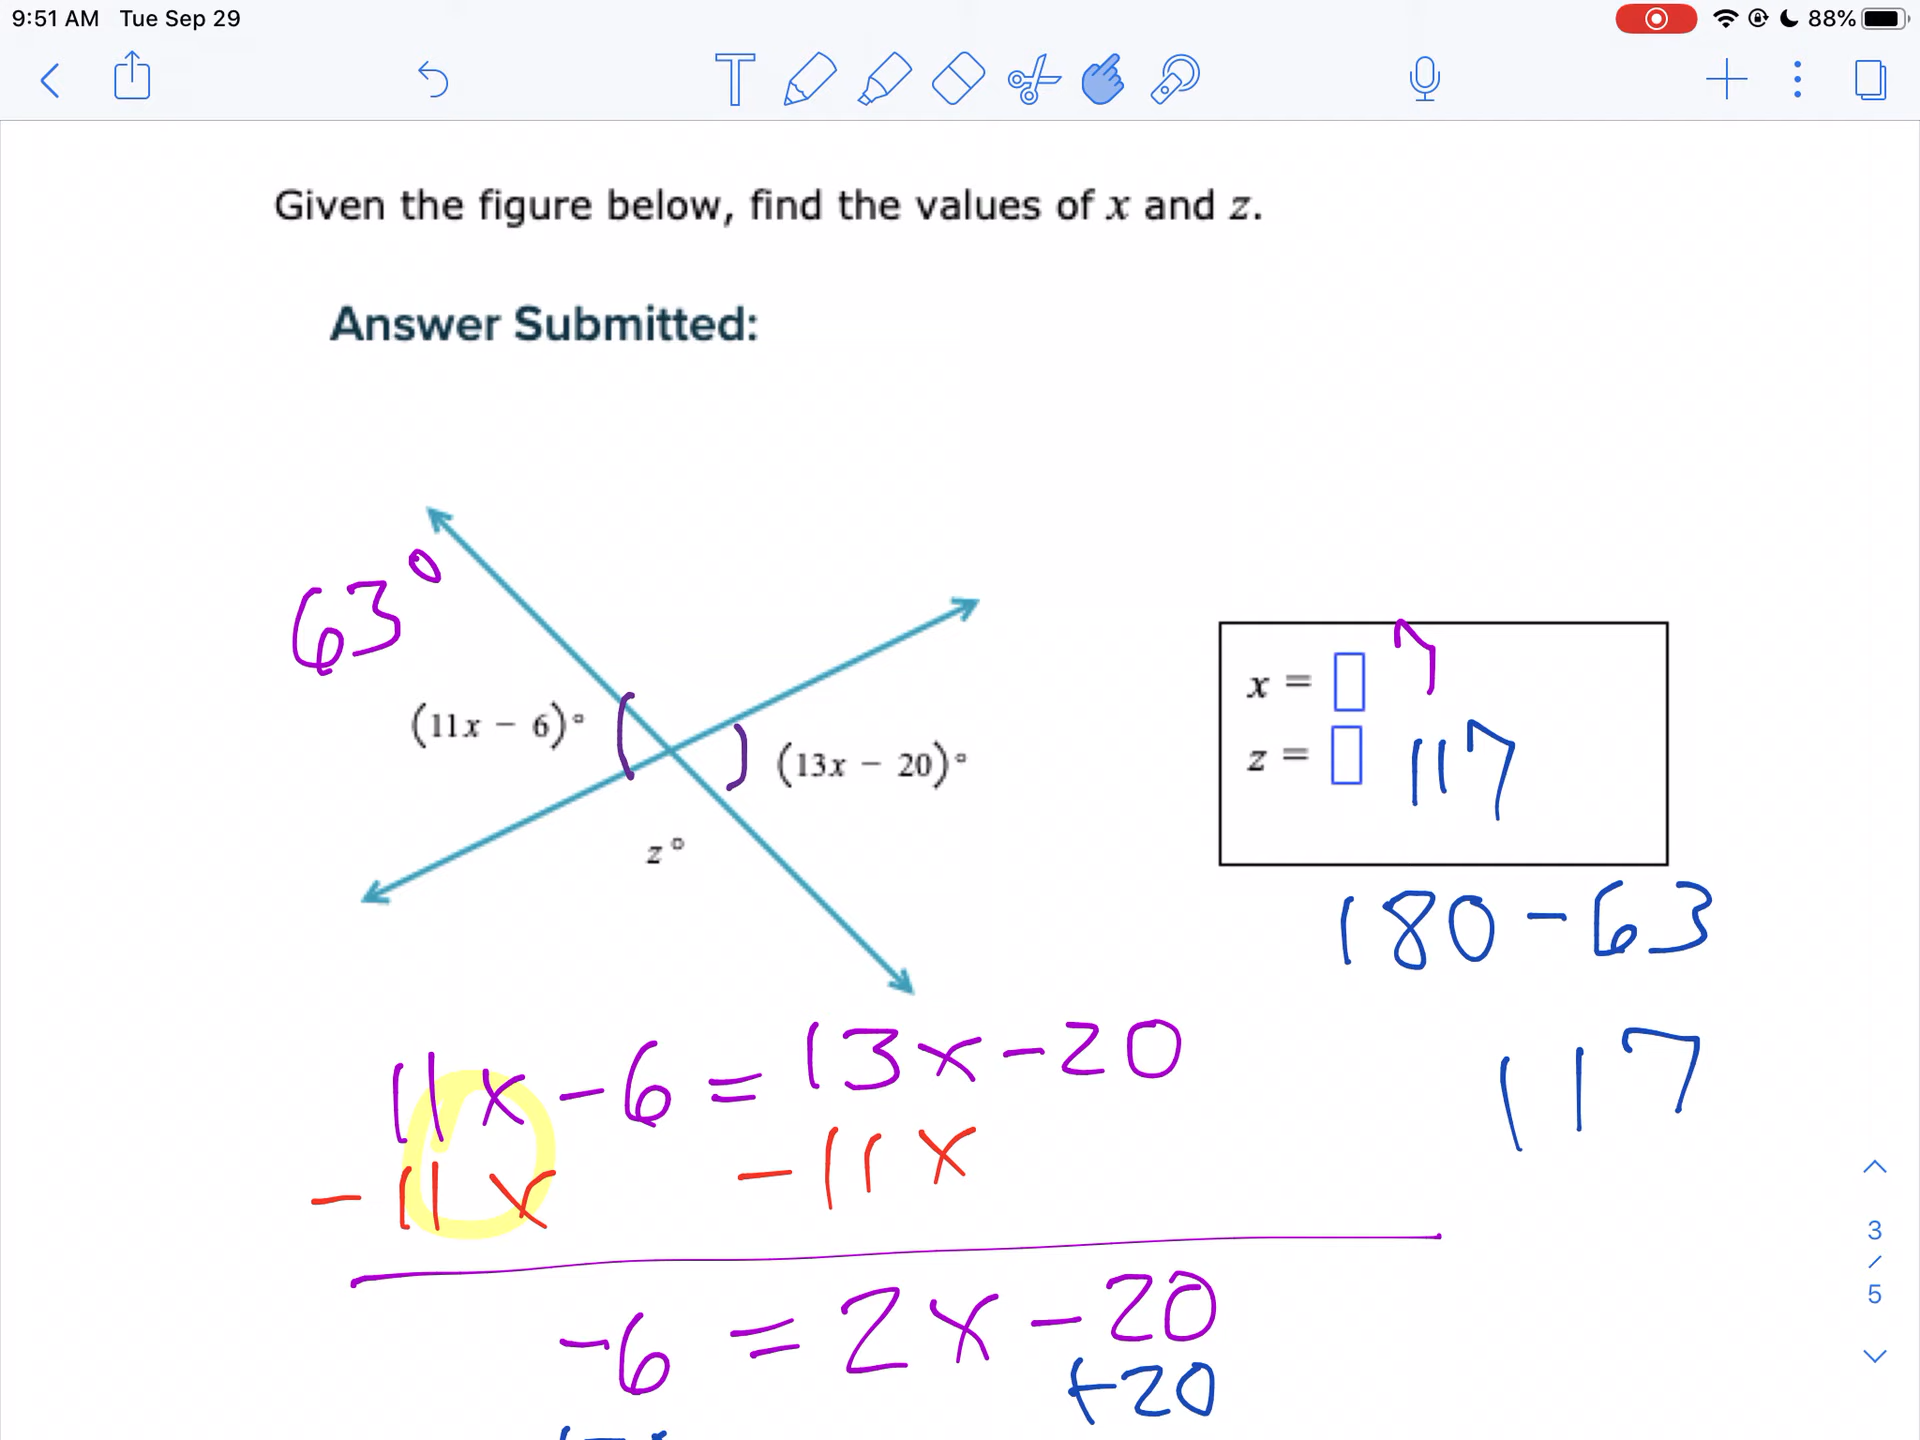 9:51 AM Tue Sep 29
88%
Given the figure below, find the values of x and z.
Answer Submitted:
63°
(11x − 6)°
(13x − 20)°
z°
x = 7
z = 117
180 - 63
117
11x - 6 = 13x - 20
- 11x - 11x
-6 = 2x - 20
+20
3
/
5